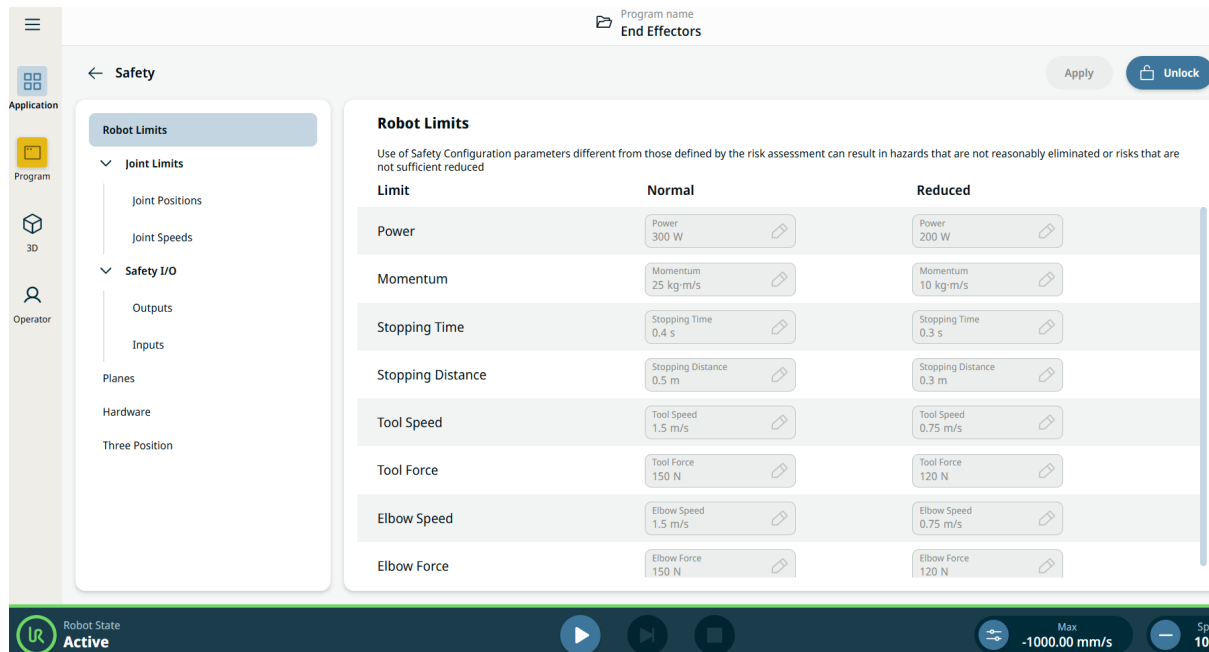 Program name
End Effectors
Application
Program
3D
Operator
Safety
Apply
Unlock
Robot Limits
Joint Limits
Joint Positions
Joint Speeds
Safety I/O
Outputs
Inputs
Planes
Hardware
Three Position
Robot Limits
Use of Safety Configuration parameters different from those defined by the risk assessment can result in hazards that are not reasonably eliminated or risks that are
not sufficient reduced
Limit Normal Reduced
Power
Power
300 W
Power
200 W
Momentum
Momentum
25 kg·m/s
Momentum
10 kg·m/s
Stopping Time
Stopping Time
0.4 s
Stopping Time
0.3 s
Stopping Distance
Stopping Distance
0.5 m
Stopping Distance
0.3 m
Tool Speed
Tool Speed
1.5 m/s
Tool Speed
0.75 m/s
Tool Force
Tool Force
150 N
Tool Force
120 N
Elbow Speed
Elbow Speed
1.5 m/s
Elbow Speed
0.75 m/s
Elbow Force
Elbow Force
150 N
Elbow Force
120 N
UR
Robot State
Active
Max
-1000.00 mm/s
Sp
10